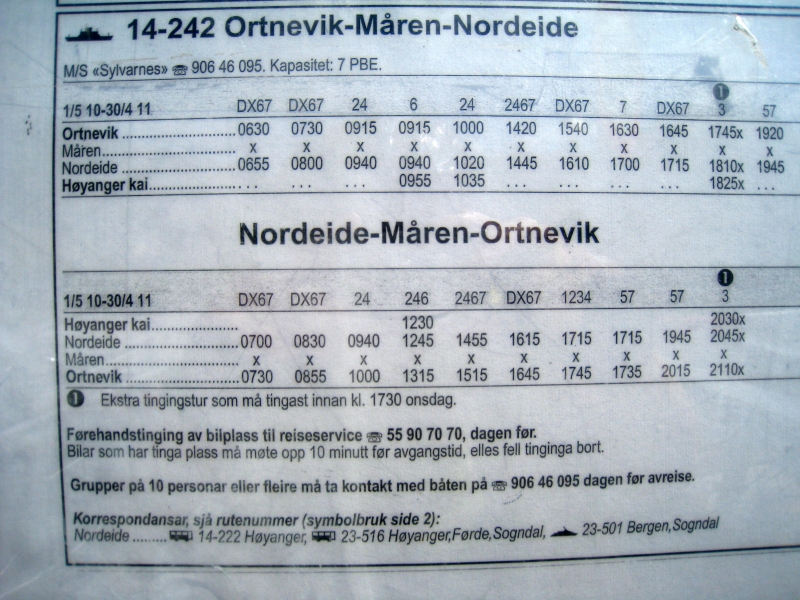 14-242 Ortnevik-Måren-Nordeide
M/S «Sylvarnes» ☏ 906 46 095. Kapasitet: 7 PBE.
❶
1/5 10-30/4 11 DX67 DX67 24 6 24 2467 DX67 7 DX67 3 57
Ortnevik .................... 0630 0730 0915 0915 1000 1420 1540 1630 1645 1745x 1920
Måren........................ x x x x x x x x x x x
Nordeide .................... 0655 0800 0940 0940 1020 1445 1610 1700 1715 1810x 1945
Høyanger kai............... . . . . . . . . . 0955 1035 . . . . . . . . . . . . 1825x . . .
Nordeide-Måren-Ortnevik
❶
1/5 10-30/4 11 DX67 DX67 24 246 2467 DX67 1234 57 57 3
Høyanger kai.................... 1230 2030x
Nordeide .................... 0700 0830 0940 1245 1455 1615 1715 1715 1945 2045x
Måren........................ x x x x x x x x x x
Ortnevik .................... 0730 0855 1000 1315 1515 1645 1745 1735 2015 2110x
❶ Ekstra tingingstur som må tingast innan kl. 1730 onsdag.
Førehandstinging av bilplass til reiseservice ☏ 55 90 70 70, dagen før.
Bilar som har tinga plass må møte opp 10 minutt før avgangstid, elles fell tinginga bort.
Grupper på 10 personar eller fleire må ta kontakt med båten på ☏ 906 46 095 dagen før avreise.
Korrespondansar, sjå rutenummer (symbolbruk side 2):
Nordeide ......... 14-222 Høyanger, 23-516 Høyanger,Førde,Sogndal, 23-501 Bergen,Sogndal